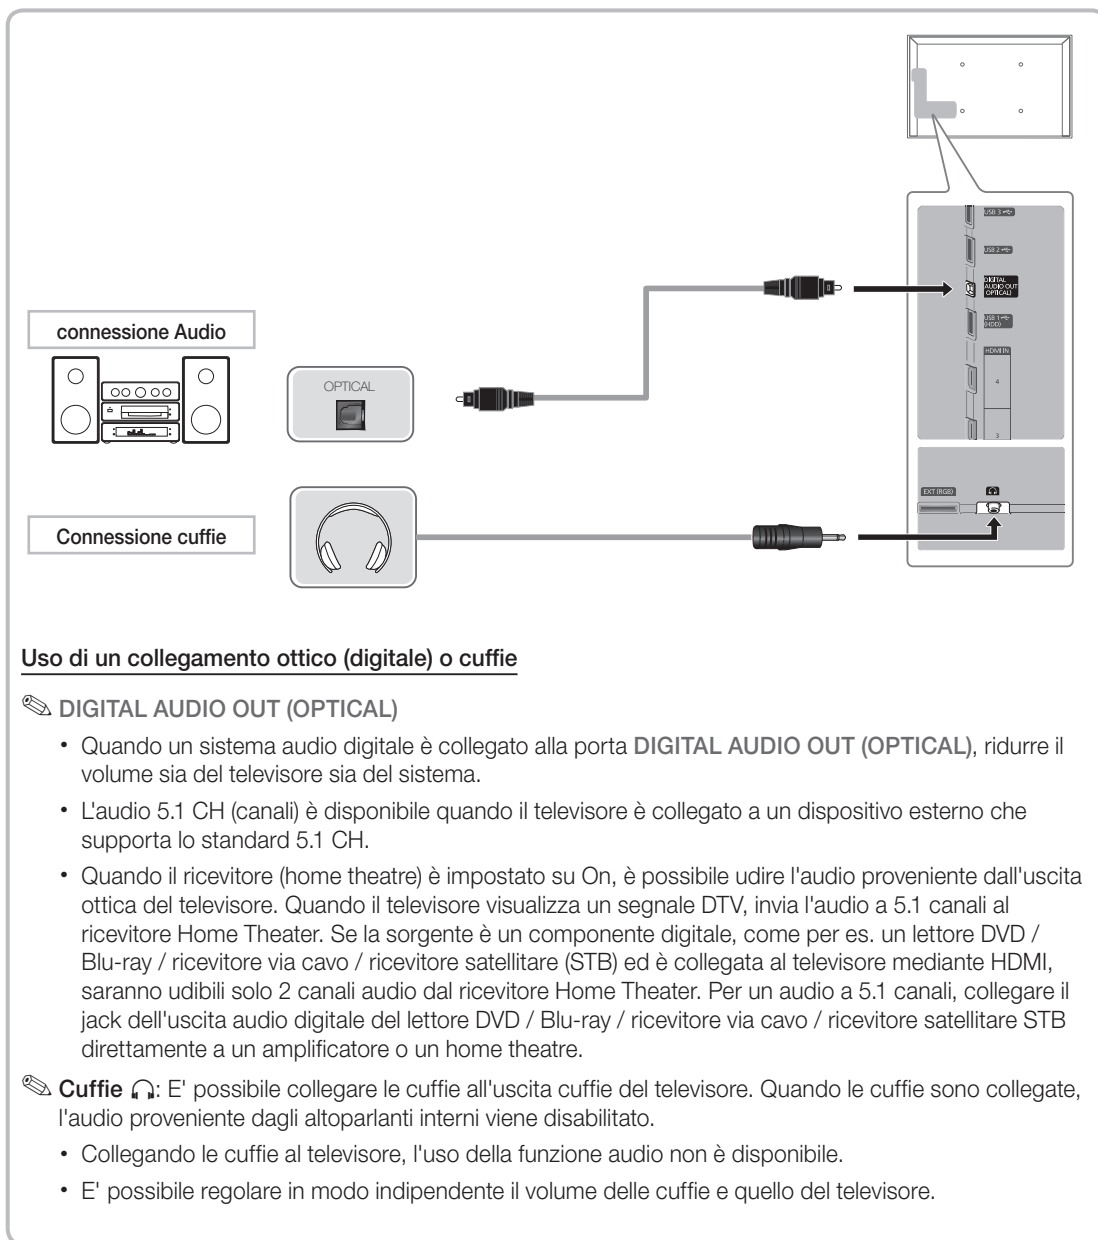 USB 3
USB 2
DIGITAL
AUDIO OUT
(OPTICAL)
USB 1
(HDD)
HDMI IN
4
3
connessione Audio
OPTICAL
EXT (RGB)
Connessione cuffie
Uso di un collegamento ottico (digitale) o cuffie
DIGITAL AUDIO OUT (OPTICAL)
• Quando un sistema audio digitale è collegato alla porta DIGITAL AUDIO OUT (OPTICAL), ridurre il
volume sia del televisore sia del sistema.
• L'audio 5.1 CH (canali) è disponibile quando il televisore è collegato a un dispositivo esterno che
supporta lo standard 5.1 CH.
• Quando il ricevitore (home theatre) è impostato su On, è possibile udire l'audio proveniente dall'uscita
ottica del televisore. Quando il televisore visualizza un segnale DTV, invia l'audio a 5.1 canali al
ricevitore Home Theater. Se la sorgente è un componente digitale, come per es. un lettore DVD /
Blu-ray / ricevitore via cavo / ricevitore satellitare (STB) ed è collegata al televisore mediante HDMI,
saranno udibili solo 2 canali audio dal ricevitore Home Theater. Per un audio a 5.1 canali, collegare il
jack dell'uscita audio digitale del lettore DVD / Blu-ray / ricevitore via cavo / ricevitore satellitare STB
direttamente a un amplificatore o un home theatre.
Cuffie : E' possibile collegare le cuffie all'uscita cuffie del televisore. Quando le cuffie sono collegate,
l'audio proveniente dagli altoparlanti interni viene disabilitato.
• Collegando le cuffie al televisore, l'uso della funzione audio non è disponibile.
• E' possibile regolare in modo indipendente il volume delle cuffie e quello del televisore.